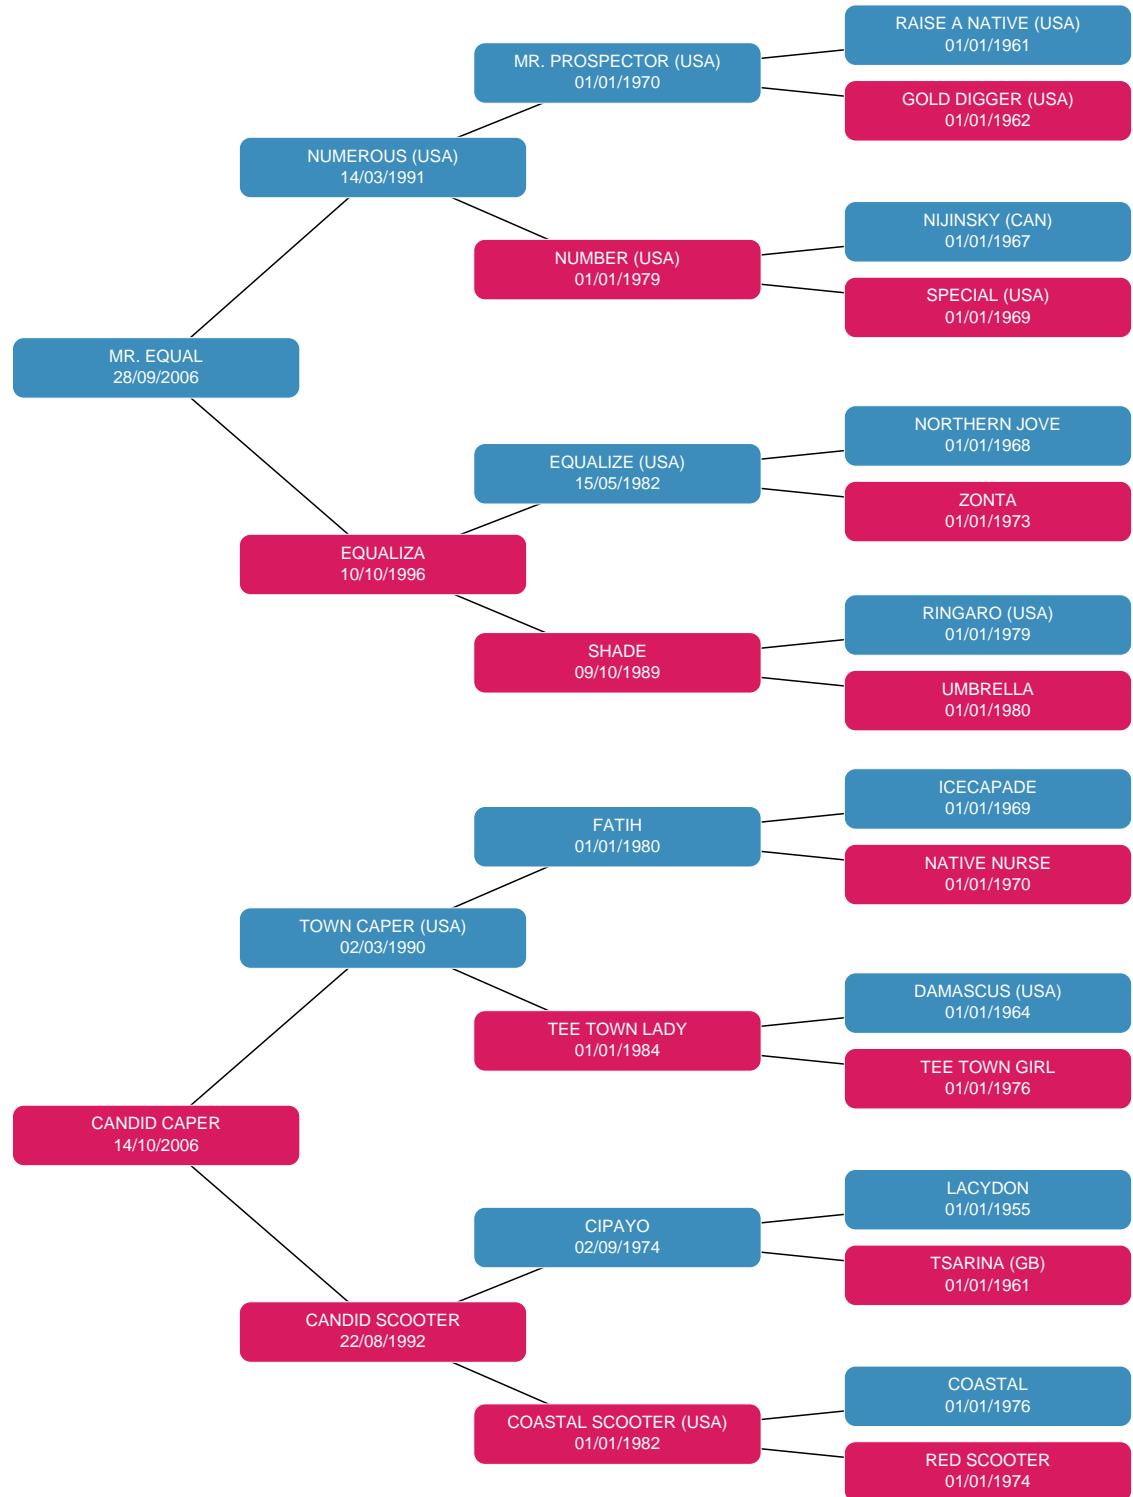 RAISE A NATIVE (USA)
01/01/1961
MR. PROSPECTOR (USA)
01/01/1970
GOLD DIGGER (USA)
01/01/1962
NUMEROUS (USA)
14/03/1991
NIJINSKY (CAN)
01/01/1967
NUMBER (USA)
01/01/1979
SPECIAL (USA)
01/01/1969
MR. EQUAL
28/09/2006
NORTHERN JOVE
01/01/1968
EQUALIZE (USA)
15/05/1982
ZONTA
01/01/1973
EQUALIZA
10/10/1996
RINGARO (USA)
01/01/1979
SHADE
09/10/1989
UMBRELLA
01/01/1980
ICECAPADE
01/01/1969
FATIH
01/01/1980
NATIVE NURSE
01/01/1970
TOWN CAPER (USA)
02/03/1990
DAMASCUS (USA)
01/01/1964
TEE TOWN LADY
01/01/1984
TEE TOWN GIRL
01/01/1976
CANDID CAPER
14/10/2006
LACYDON
01/01/1955
CIPAYO
02/09/1974
TSARINA (GB)
01/01/1961
CANDID SCOOTER
22/08/1992
COASTAL
01/01/1976
COASTAL SCOOTER (USA)
01/01/1982
RED SCOOTER
01/01/1974